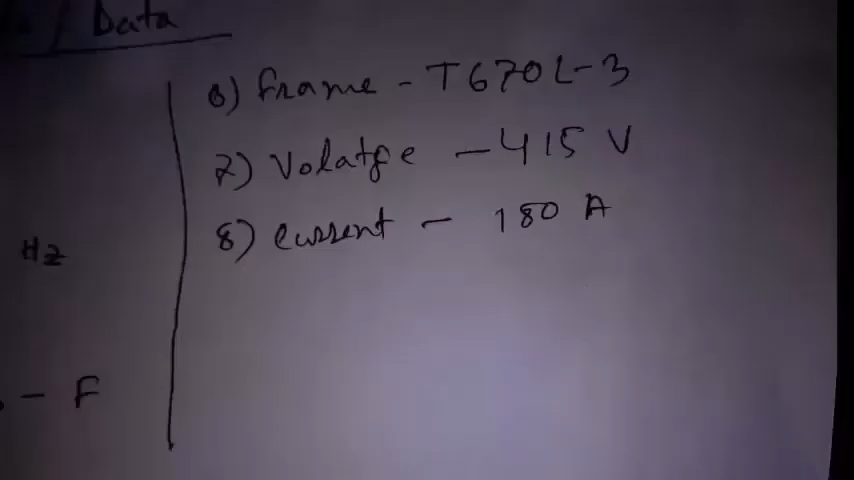 / Data
6) Frame - T670L-3
7) Volatge - 415 V
8) Current - 180 A
Hz
- F